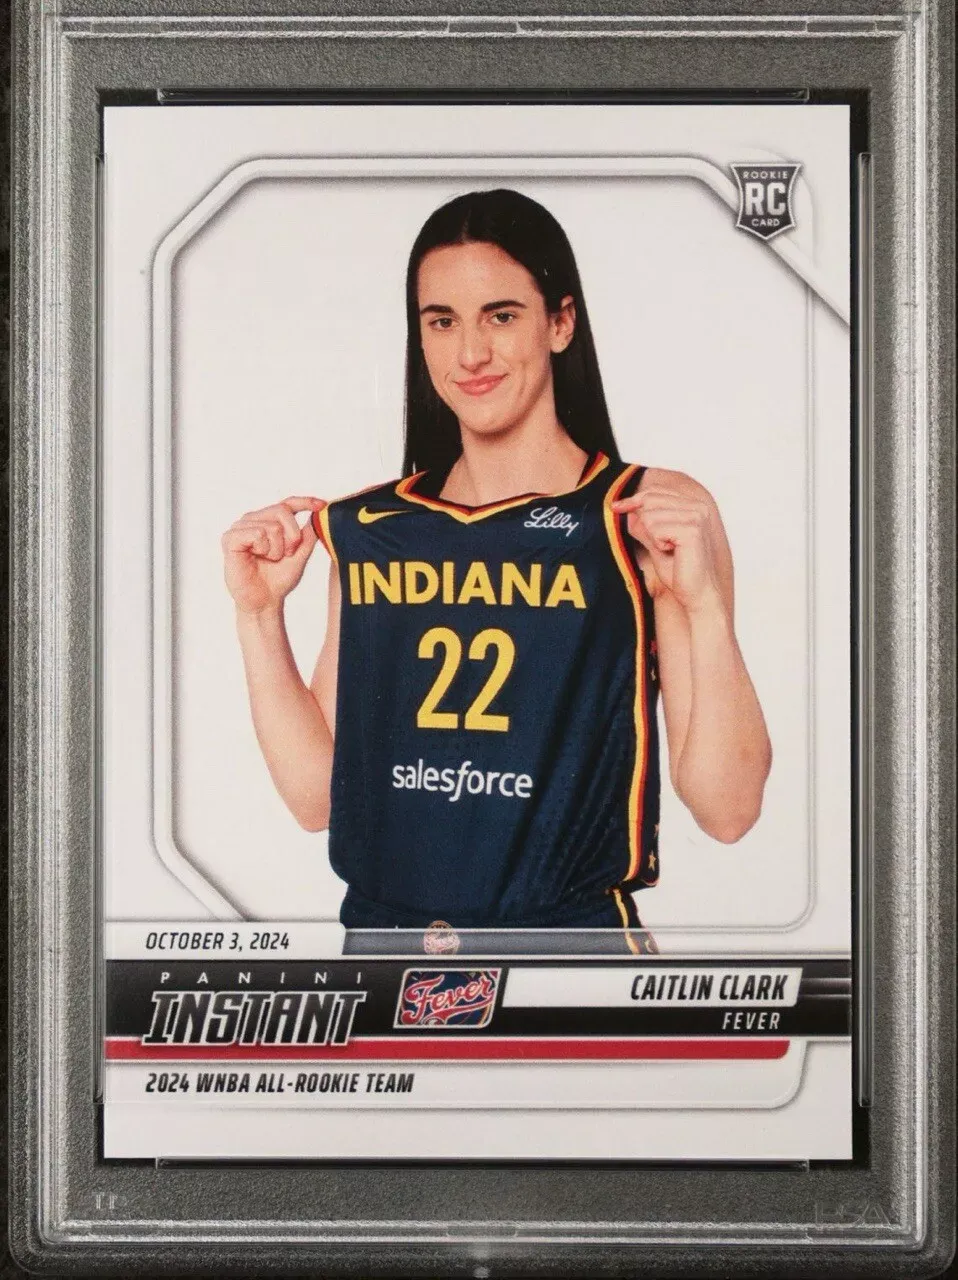 ROOKIE
RC
CARD
Lilly
INDIANA
22
salesforce
OCTOBER 3, 2024
PANINI
INSTANT
Fever
CAITLIN CLARK
FEVER
2024 WNBA ALL-ROOKIE TEAM
PSA